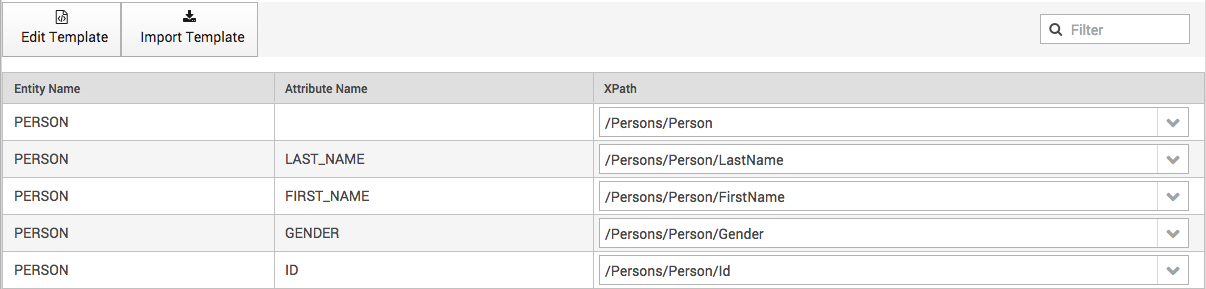 Edit Template Import Template Filter
Entity Name Attribute Name XPath
PERSON /Persons/Person
PERSON LAST_NAME /Persons/Person/LastName
PERSON FIRST_NAME /Persons/Person/FirstName
PERSON GENDER /Persons/Person/Gender
PERSON ID /Persons/Person/Id